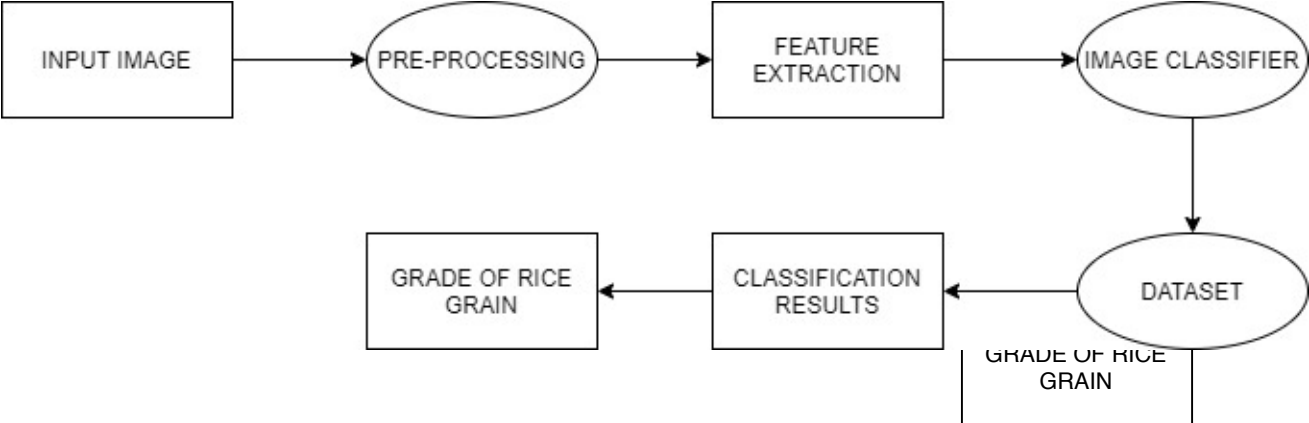 INPUT IMAGE
PRE-PROCESSING
FEATURE
EXTRACTION
IMAGE CLASSIFIER
GRADE OF RICE
GRAIN
CLASSIFICATION
RESULTS
DATASET
GRADE OF RICE
GRAIN